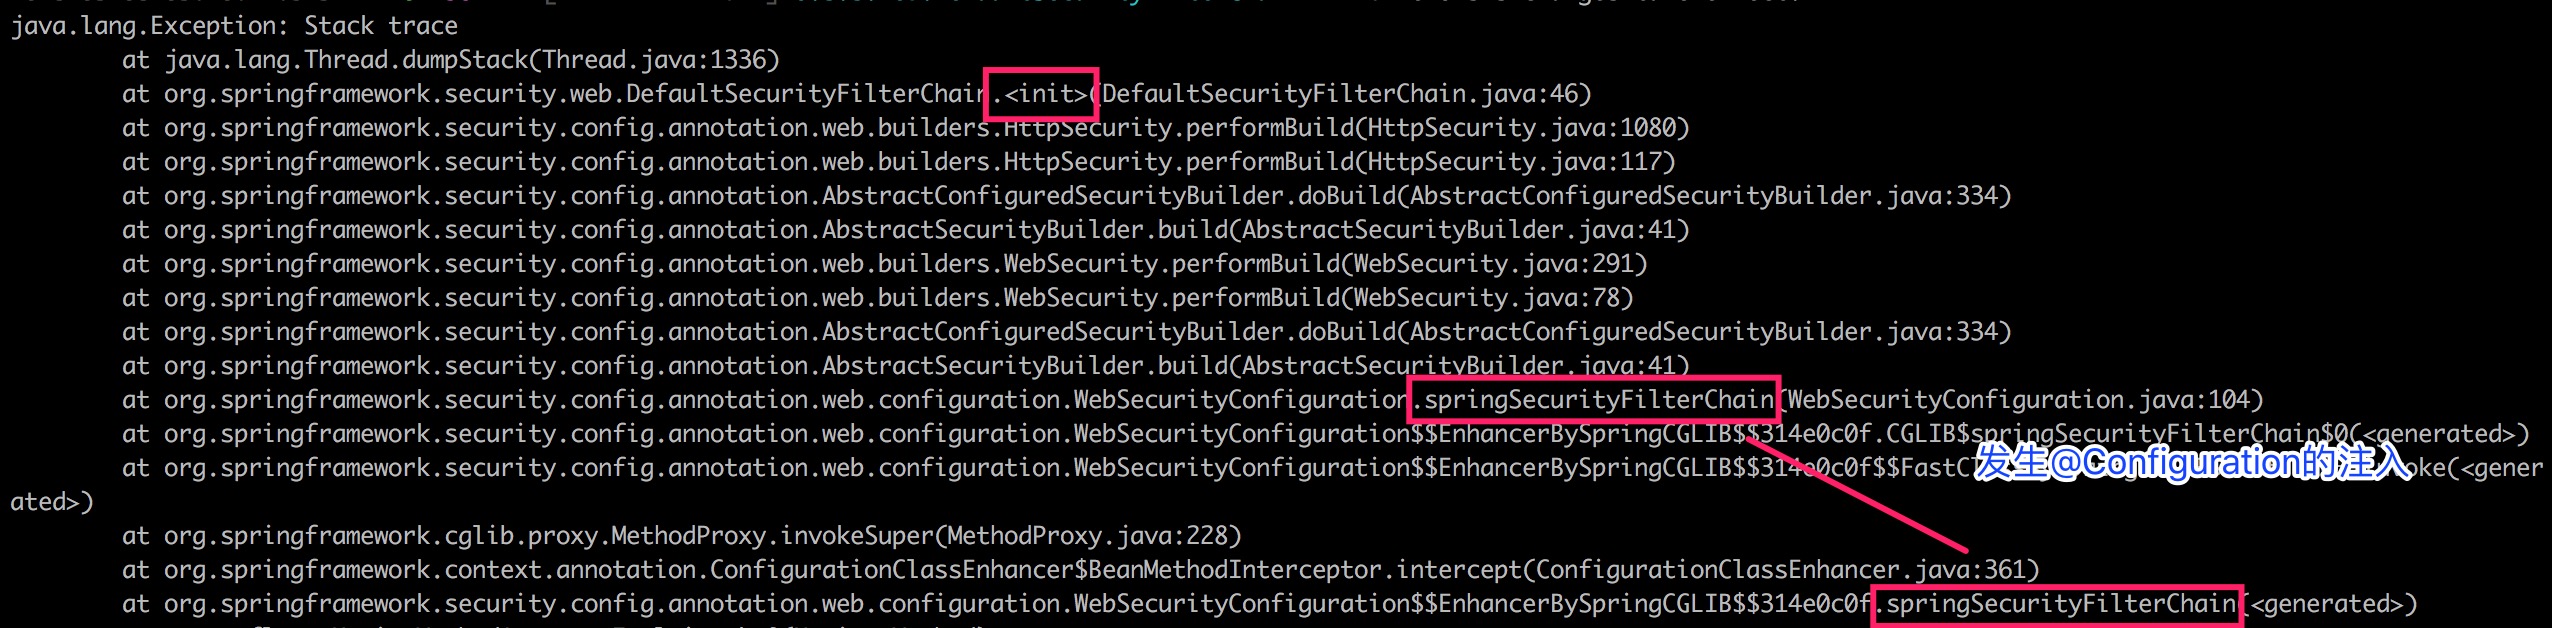 java.lang.Exception: Stack trace
at java.lang.Thread.dumpStack(Thread.java:1336)
at org.springframework.security.web.DefaultSecurityFilterChain.<init>(DefaultSecurityFilterChain.java:46)
at org.springframework.security.config.annotation.web.builders.HttpSecurity.performBuild(HttpSecurity.java:1080)
at org.springframework.security.config.annotation.web.builders.HttpSecurity.performBuild(HttpSecurity.java:117)
at org.springframework.security.config.annotation.AbstractConfiguredSecurityBuilder.doBuild(AbstractConfiguredSecurityBuilder.java:334)
at org.springframework.security.config.annotation.AbstractSecurityBuilder.build(AbstractSecurityBuilder.java:41)
at org.springframework.security.config.annotation.web.builders.WebSecurity.performBuild(WebSecurity.java:291)
at org.springframework.security.config.annotation.web.builders.WebSecurity.performBuild(WebSecurity.java:78)
at org.springframework.security.config.annotation.AbstractConfiguredSecurityBuilder.doBuild(AbstractConfiguredSecurityBuilder.java:334)
at org.springframework.security.config.annotation.AbstractSecurityBuilder.build(AbstractSecurityBuilder.java:41)
at org.springframework.security.config.annotation.web.configuration.WebSecurityConfiguration.springSecurityFilterChain(WebSecurityConfiguration.java:104)
at org.springframework.security.config.annotation.web.configuration.WebSecurityConfiguration$$EnhancerBySpringCGLIB$$314e0c0f.CGLIB$springSecurityFilterChain$0(<generated>)
at org.springframework.security.config.annotation.web.configuration.WebSecurityConfiguration$$EnhancerBySpringCGLIB$$314e0c0f$$FastC oke(<gener
发生@Configuration的注入
ated>)
at org.springframework.cglib.proxy.MethodProxy.invokeSuper(MethodProxy.java:228)
at org.springframework.context.annotation.ConfigurationClassEnhancer$BeanMethodInterceptor.intercept(ConfigurationClassEnhancer.java:361)
at org.springframework.security.config.annotation.web.configuration.WebSecurityConfiguration$$EnhancerBySpringCGLIB$$314e0c0f.springSecurityFilterChain(<generated>)